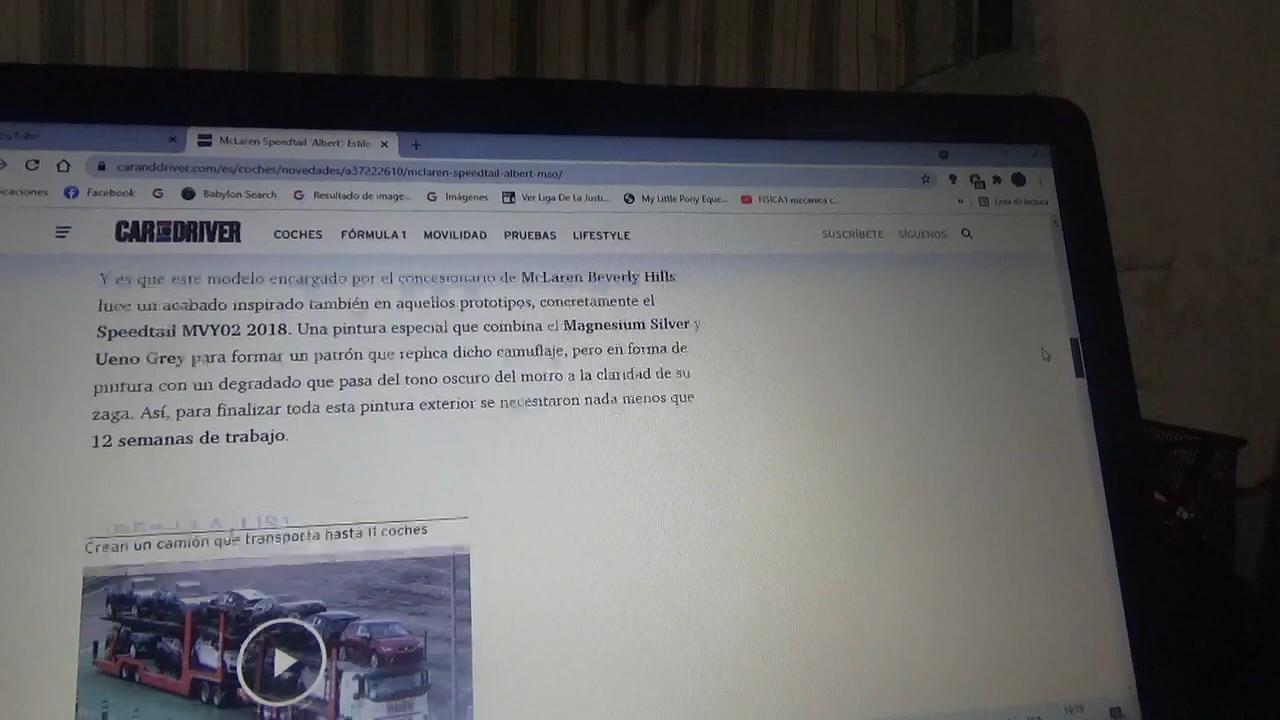 McLaren Speedtail 'Albert': Estilo
caranddriver.com/es/coches/novedades/a37222610/mclaren-speedtail-albert-mso/
Facebook G Babylon Search G Resultado de image... G Imágenes Ver Liga De La Justi... My Little Pony Eque... FISICA1 mecanica c... » Lista de lectura
CAR AND DRIVER COCHES FÓRMULA 1 MOVILIDAD PRUEBAS LIFESTYLE SUSCRÍBETE SÍGUENOS
Y es que este modelo encargado por el concesionario de McLaren Beverly Hills
luce un acabado inspirado también en aquellos prototipos, concretamente el
Speedtail MVY02 2018. Una pintura especial que combina el Magnesium Silver y
Ueno Grey para formar un patrón que replica dicho camuflaje, pero en forma de
pintura con un degradado que pasa del tono oscuro del morro a la claridad de su
zaga. Así, para finalizar toda esta pintura exterior se necesitaron nada menos que
12 semanas de trabajo.
Crean un camión que transporta hasta 11 coches